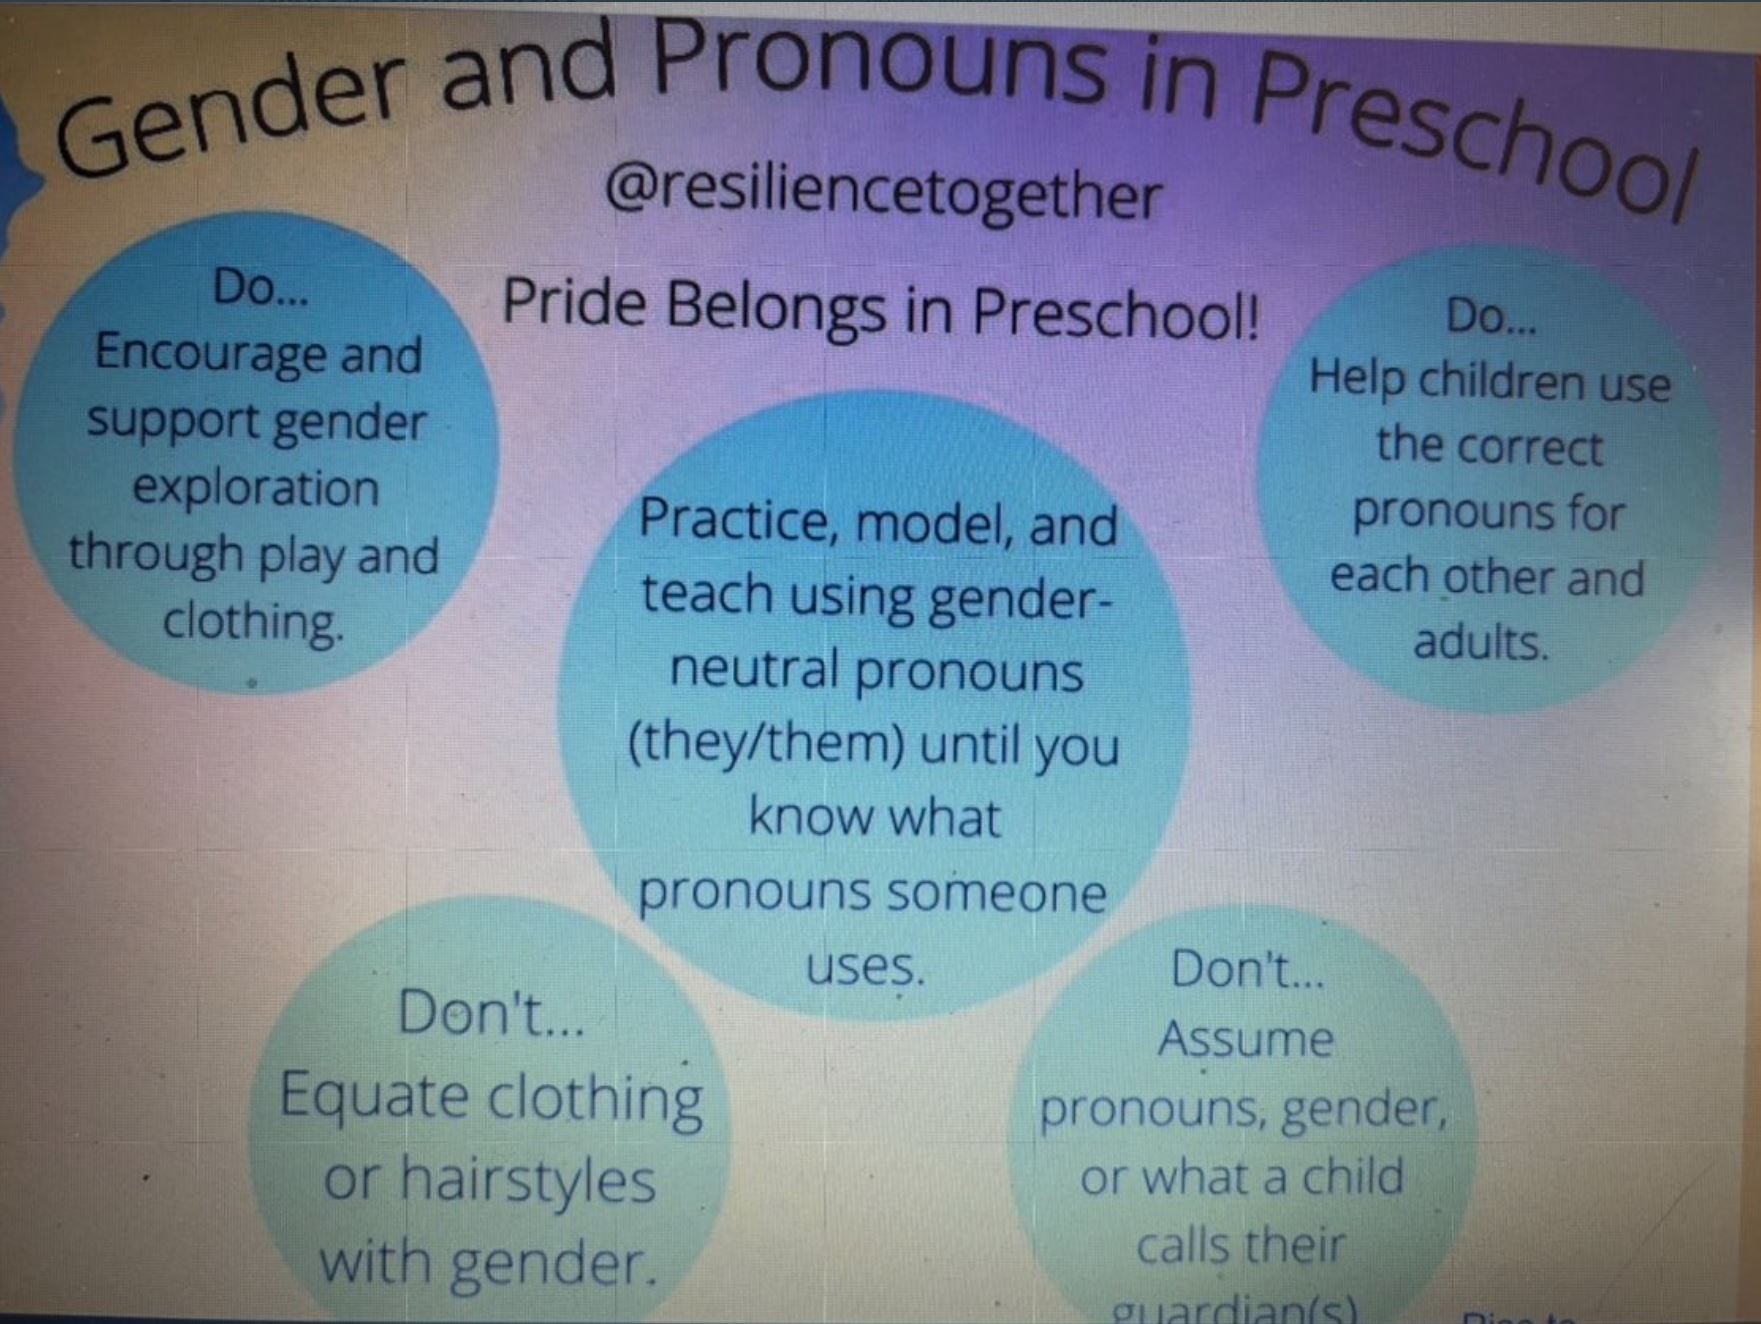 Gender and Pronouns in Preschool
@resiliencetogether
Pride Belongs in Preschool!
Do...
Encourage and
support gender
exploration
through play and
clothing.
Do...
Help children use
the correct
pronouns for
each other and
adults.
Practice, model, and
teach using gender-
neutral pronouns
(they/them) until you
know what
pronouns someone
uses.
Don't...
Equate clothing
or hairstyles
with gender.
Don't...
Assume
pronouns, gender,
or what a child
calls their
guardian(s)